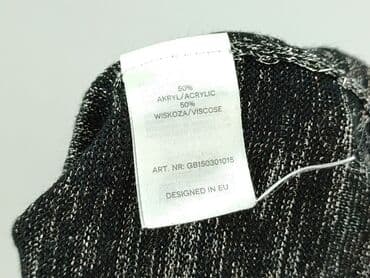 50%
AKRYL/ACRYLIC
50%
WISKOZA/VISCOSE
ART. NR: GB150301015
DESIGNED IN EU